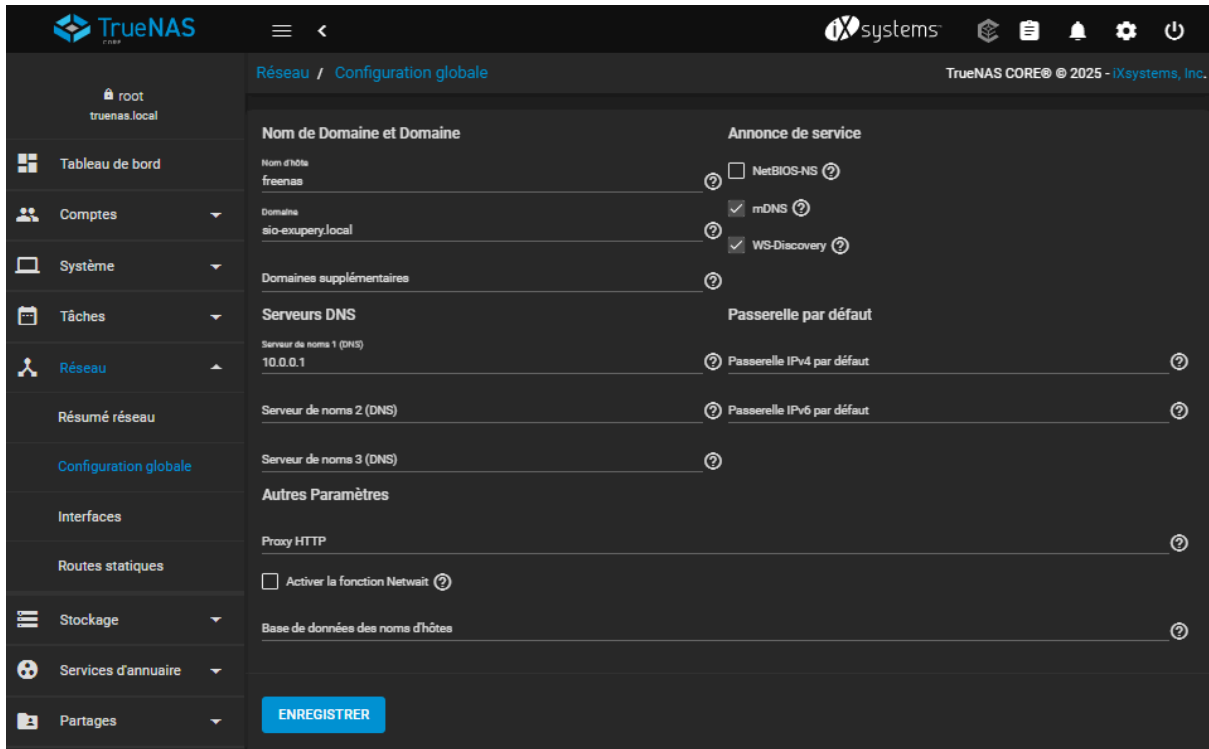 TrueNAS
CORE
iXsystems
root
truenas.local
Réseau / Configuration globale
TrueNAS CORE® © 2025 - iXsystems, Inc.
Tableau de bord
Comptes
Système
Tâches
Réseau
Résumé réseau
Configuration globale
Interfaces
Routes statiques
Stockage
Services d'annuaire
Partages
Nom de Domaine et Domaine
Nom d'hôte
freenas
Domaine
sio-exupery.local
Domaines supplémentaires
Annonce de service
NetBIOS-NS
mDNS
WS-Discovery
Serveurs DNS
Serveur de noms 1 (DNS)
10.0.0.1
Serveur de noms 2 (DNS)
Serveur de noms 3 (DNS)
Passerelle par défaut
Passerelle IPv4 par défaut
Passerelle IPv6 par défaut
Autres Paramètres
Proxy HTTP
Activer la fonction Netwait
Base de données des noms d'hôtes
ENREGISTRER